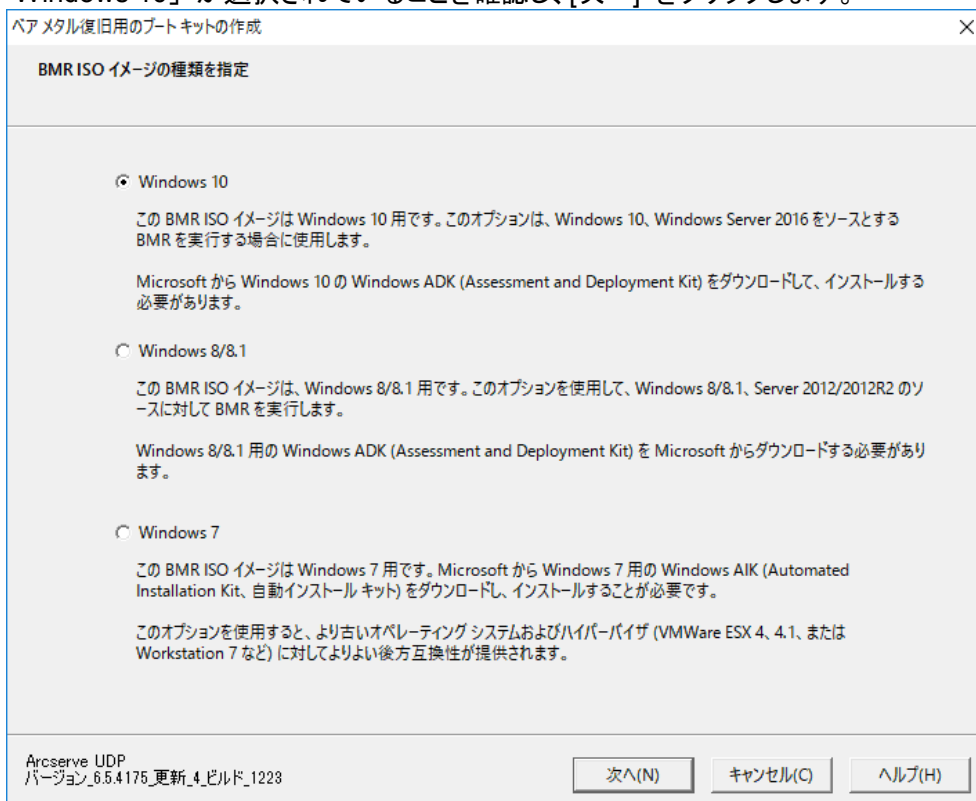 ベア メタル復旧用のブート キットの作成
BMR ISO イメージの種類を指定
Windows 10
この BMR ISO イメージは Windows 10 用です。このオプションは、Windows 10、Windows Server 2016 をソースとする
BMR を実行する場合に使用します。
Microsoft から Windows 10 の Windows ADK (Assessment and Deployment Kit) をダウンロードして、インストールする
必要があります。
Windows 8/8.1
この BMR ISO イメージは、Windows 8/8.1 用です。このオプションを使用して、Windows 8/8.1、Server 2012/2012R2 のソ
ースに対して BMR を実行します。
Windows 8/8.1 用の Windows ADK (Assessment and Deployment Kit) を Microsoft からダウンロードする必要があり
ます。
Windows 7
この BMR ISO イメージは Windows 7 用です。Microsoft から Windows 7 用の Windows AIK (Automated
Installation Kit、自動インストール キット) をダウンロードし、インストールすることが必要です。
このオプションを使用すると、より古いオペレーティング システムおよびハイパーバイザ (VMWare ESX 4、4.1、または
Workstation 7 など) に対してよりよい後方互換性が提供されます。
Arcserve UDP
バージョン_6.5.4175_更新_4_ビルド_1223
次へ(N) キャンセル(C) ヘルプ(H)